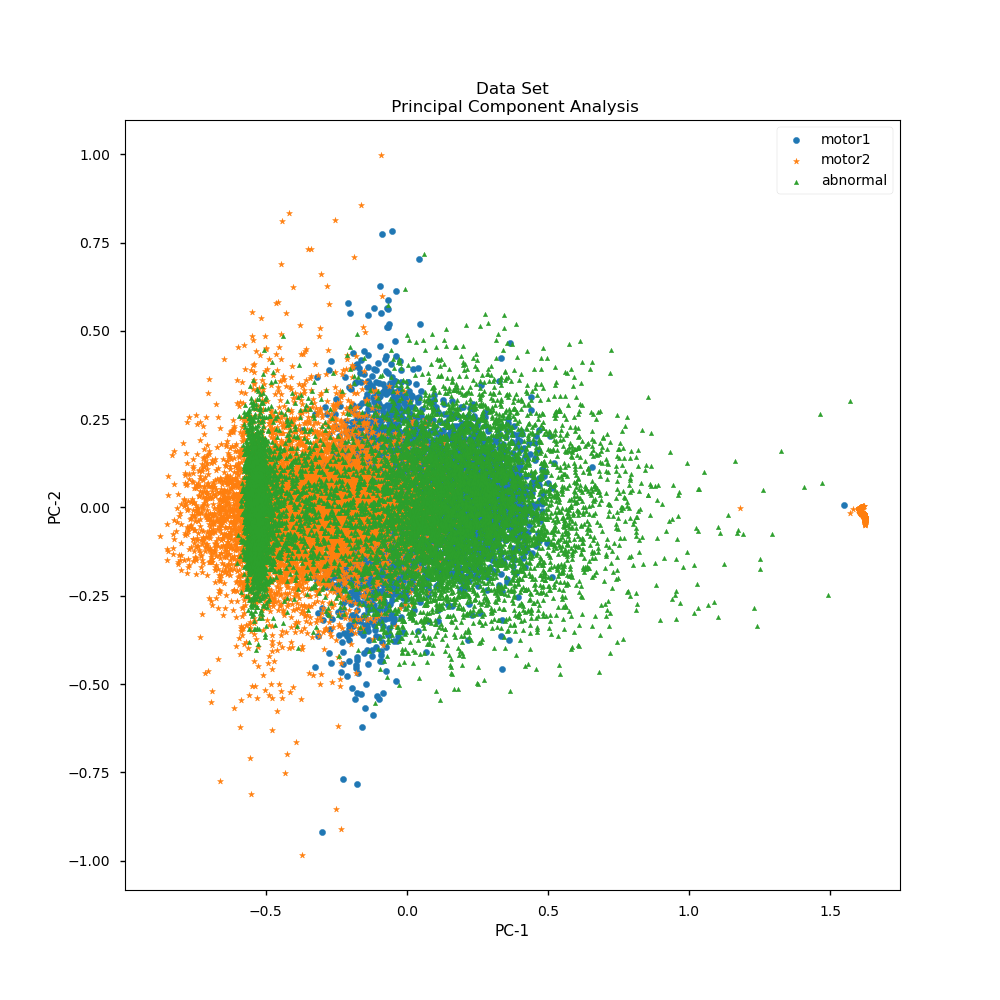 Data Set
Principal Component Analysis
motor1
motor2
abnormal
1.00
0.75
0.50
0.25
0.00
−0.25
−0.50
−0.75
−1.00
PC-2
−0.5
0.0
0.5
1.0
1.5
PC-1